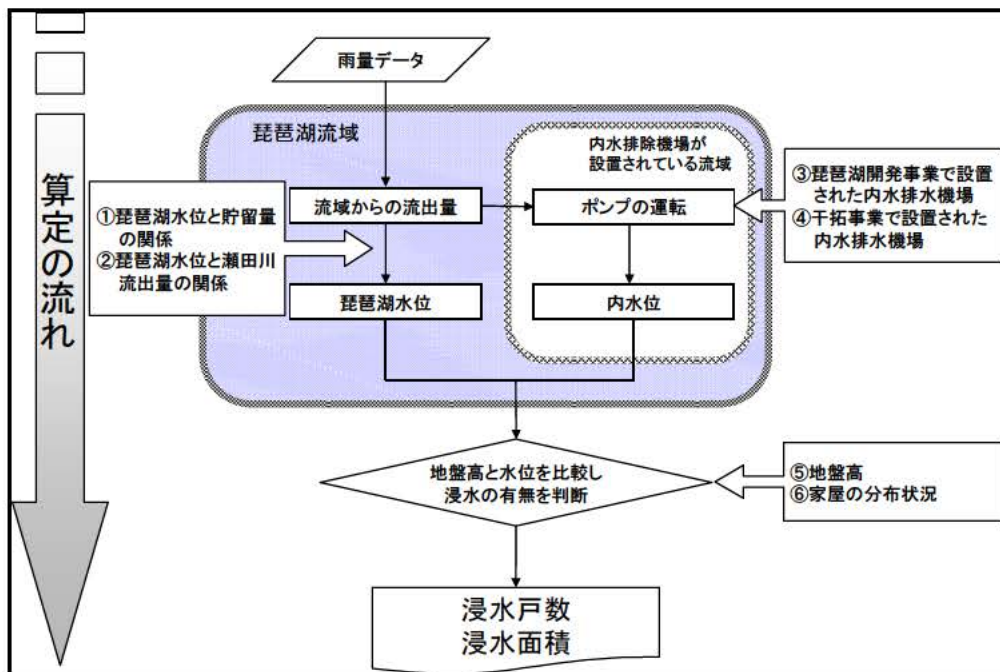 算定の流れ
雨量データ
琵琶湖流域
内水排除機場が
設置されている流域
流域からの流出量
ポンプの運転
①琵琶湖水位と貯留量
の関係
②琵琶湖水位と瀬田川
流出量の関係
③琵琶湖開発事業で設置
された内水排水機場
④干拓事業で設置された
内水排水機場
琵琶湖水位
内水位
地盤高と水位を比較し
浸水の有無を判断
⑤地盤高
⑥家屋の分布状況
浸水戸数
浸水面積